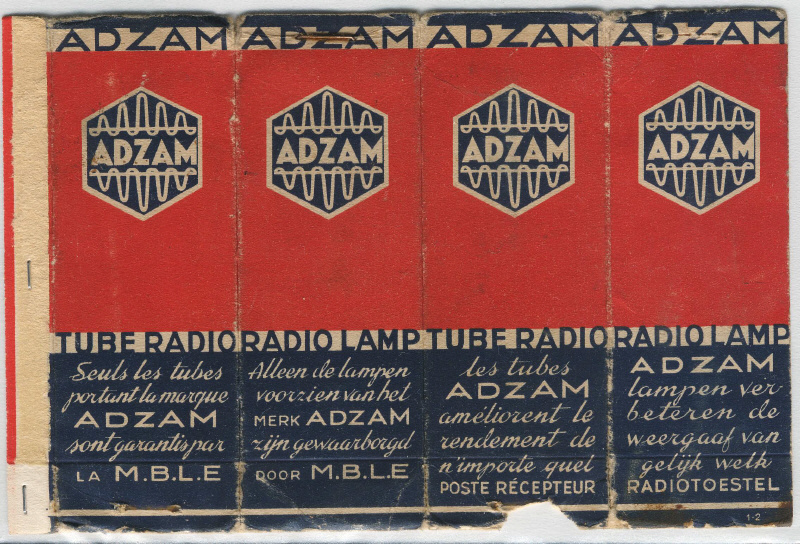 ADZAM
ADZAM
ADZAM
ADZAM
ADZAM
ADZAM
ADZAM
ADZAM
TUBE RADIO
Seuls les tubes
portant la marque
ADZAM
sont garantis par
LA M.B.L.E
RADIO LAMP
Alleen de lampen
voorzien van het
MERK ADZAM
zijn gewaarborgd
DOOR M.B.L.E
TUBE RADIO
les tubes
ADZAM
améliorent le
rendement de
n'importe quel
POSTE RÉCEPTEUR
RADIO LAMP
ADZAM
lampen ver-
beteren de
weergaaf van
gelijk welk
RADIOTOESTEL
1-2